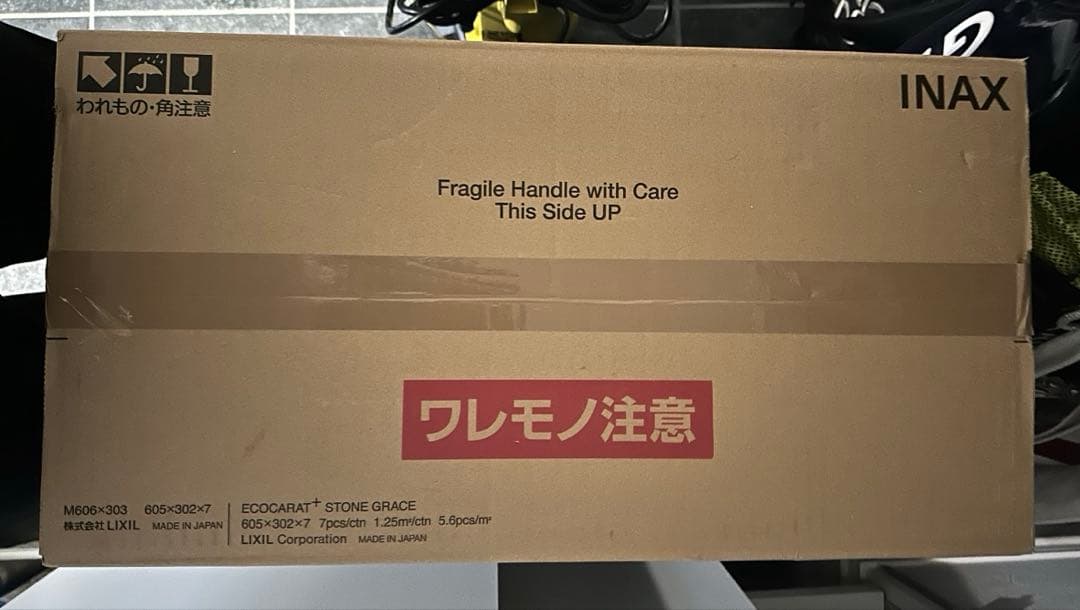 われもの・角注意
INAX
Fragile Handle with Care
This Side UP
ワレモノ注意
M606×303 605×302×7
株式会社LIXIL MADE IN JAPAN
ECOCARAT+ STONE GRACE
605×302×7 7pcs/ctn 1.25m²/ctn 5.6pcs/m²
LIXIL Corporation MADE IN JAPAN